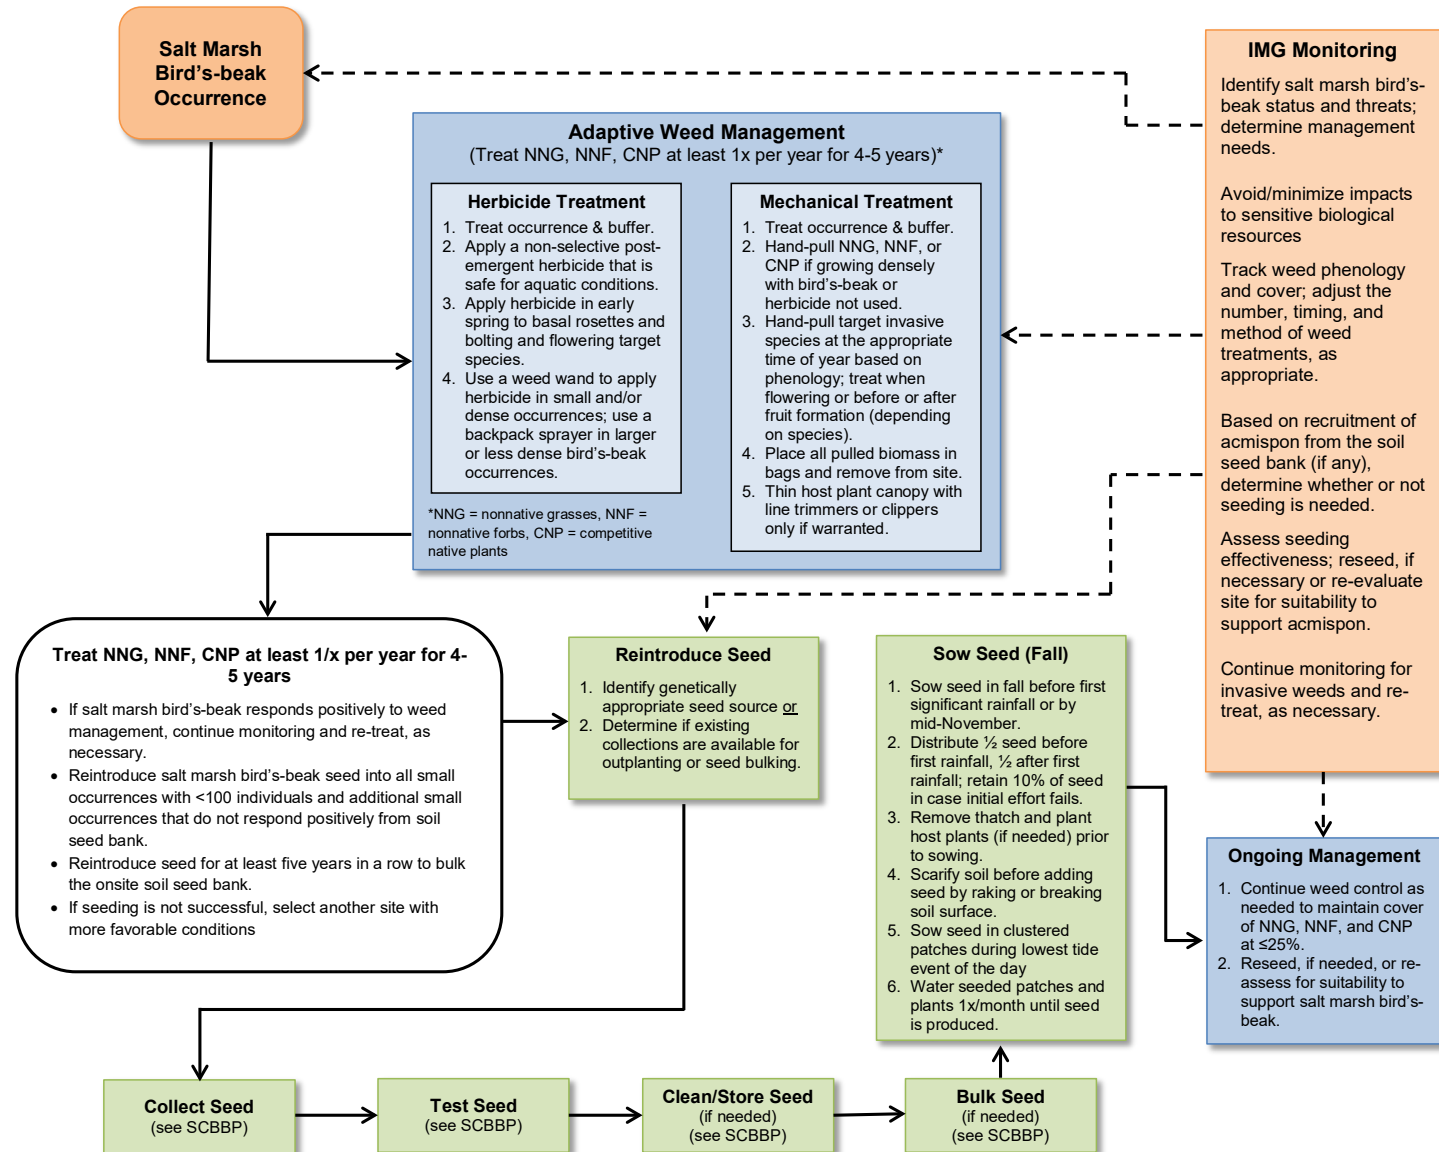 Salt Marsh
Bird's-beak
Occurrence
IMG Monitoring
Identify salt marsh bird's-
beak status and threats;
determine management
needs.
Avoid/minimize impacts
to sensitive biological
resources
Track weed phenology
and cover; adjust the
number, timing, and
method of weed
treatments, as
appropriate.
Based on recruitment of
acmispon from the soil
seed bank (if any),
determine whether or not
seeding is needed.
Assess seeding
effectiveness; reseed, if
necessary or re-evaluate
site for suitability to
support acmispon.
Continue monitoring for
invasive weeds and re-
treat, as necessary.
Adaptive Weed Management
(Treat NNG, NNF, CNP at least 1x per year for 4-5 years)*
Herbicide Treatment
1. Treat occurrence & buffer.
2. Apply a non-selective post-
emergent herbicide that is
safe for aquatic conditions.
3. Apply herbicide in early
spring to basal rosettes and
bolting and flowering target
species.
4. Use a weed wand to apply
herbicide in small and/or
dense occurrences; use a
backpack sprayer in larger
or less dense bird's-beak
occurrences.
Mechanical Treatment
1. Treat occurrence & buffer.
2. Hand-pull NNG, NNF, or
CNP if growing densely
with bird's-beak or
herbicide not used.
3. Hand-pull target invasive
species at the appropriate
time of year based on
phenology; treat when
flowering or before or after
fruit formation (depending
on species).
4. Place all pulled biomass in
bags and remove from site.
5. Thin host plant canopy with
line trimmers or clippers
only if warranted.
*NNG = nonnative grasses, NNF =
nonnative forbs, CNP = competitive
native plants
Treat NNG, NNF, CNP at least 1/x per year for 4-
5 years
• If salt marsh bird's-beak responds positively to weed
management, continue monitoring and re-treat, as
necessary.
• Reintroduce salt marsh bird's-beak seed into all small
occurrences with <100 individuals and additional small
occurrences that do not respond positively from soil
seed bank.
• Reintroduce seed for at least five years in a row to bulk
the onsite soil seed bank.
• If seeding is not successful, select another site with
more favorable conditions
Reintroduce Seed
1. Identify genetically
appropriate seed source or
2. Determine if existing
collections are available for
outplanting or seed bulking.
Sow Seed (Fall)
1. Sow seed in fall before first
significant rainfall or by
mid-November.
2. Distribute ½ seed before
first rainfall, ½ after first
rainfall; retain 10% of seed
in case initial effort fails.
3. Remove thatch and plant
host plants (if needed) prior
to sowing.
4. Scarify soil before adding
seed by raking or breaking
soil surface.
5. Sow seed in clustered
patches during lowest tide
event of the day
6. Water seeded patches and
plants 1x/month until seed
is produced.
Ongoing Management
1. Continue weed control as
needed to maintain cover
of NNG, NNF, and CNP
at ≤25%.
2. Reseed, if needed, or re-
assess for suitability to
support salt marsh bird's-
beak.
Collect Seed
(see SCBBP)
Test Seed
(see SCBBP)
Clean/Store Seed
(if needed)
(see SCBBP)
Bulk Seed
(if needed)
(see SCBBP)